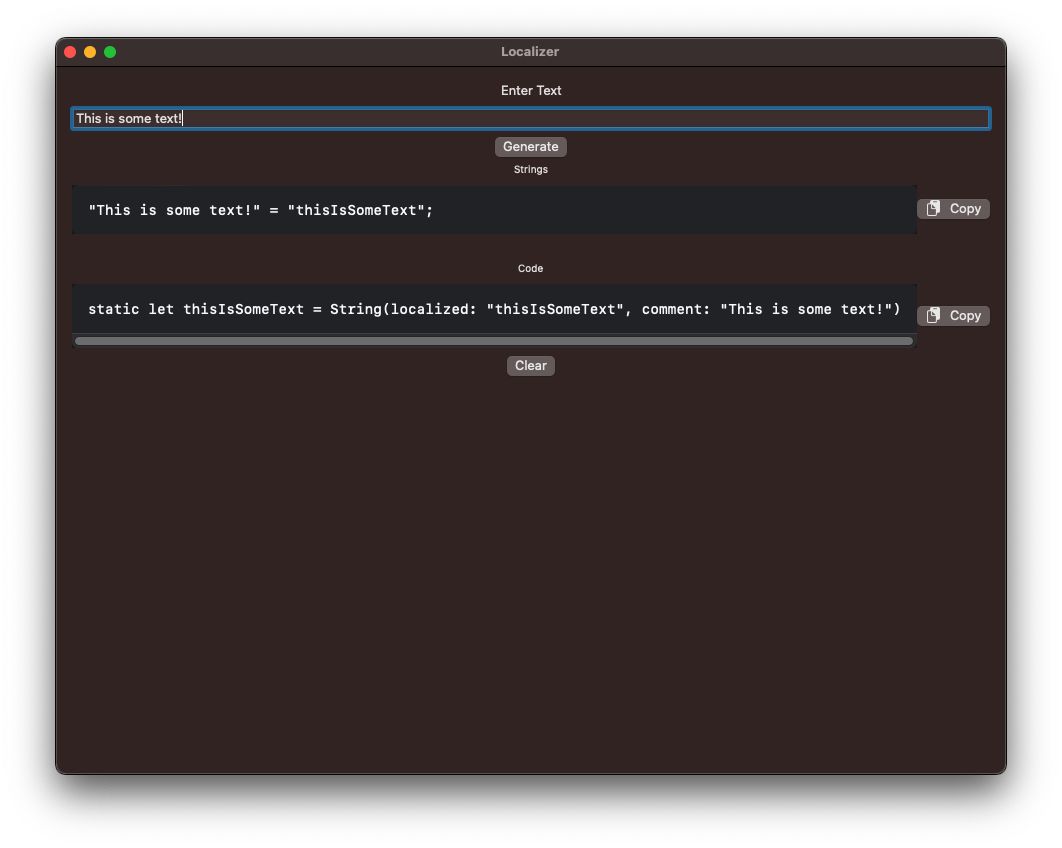 Localizer
Enter Text
This is some text!
Generate
Strings
"This is some text!" = "thisIsSomeText";
Copy
Code
static let thisIsSomeText = String(localized: "thisIsSomeText", comment: "This is some text!")
Copy
Clear